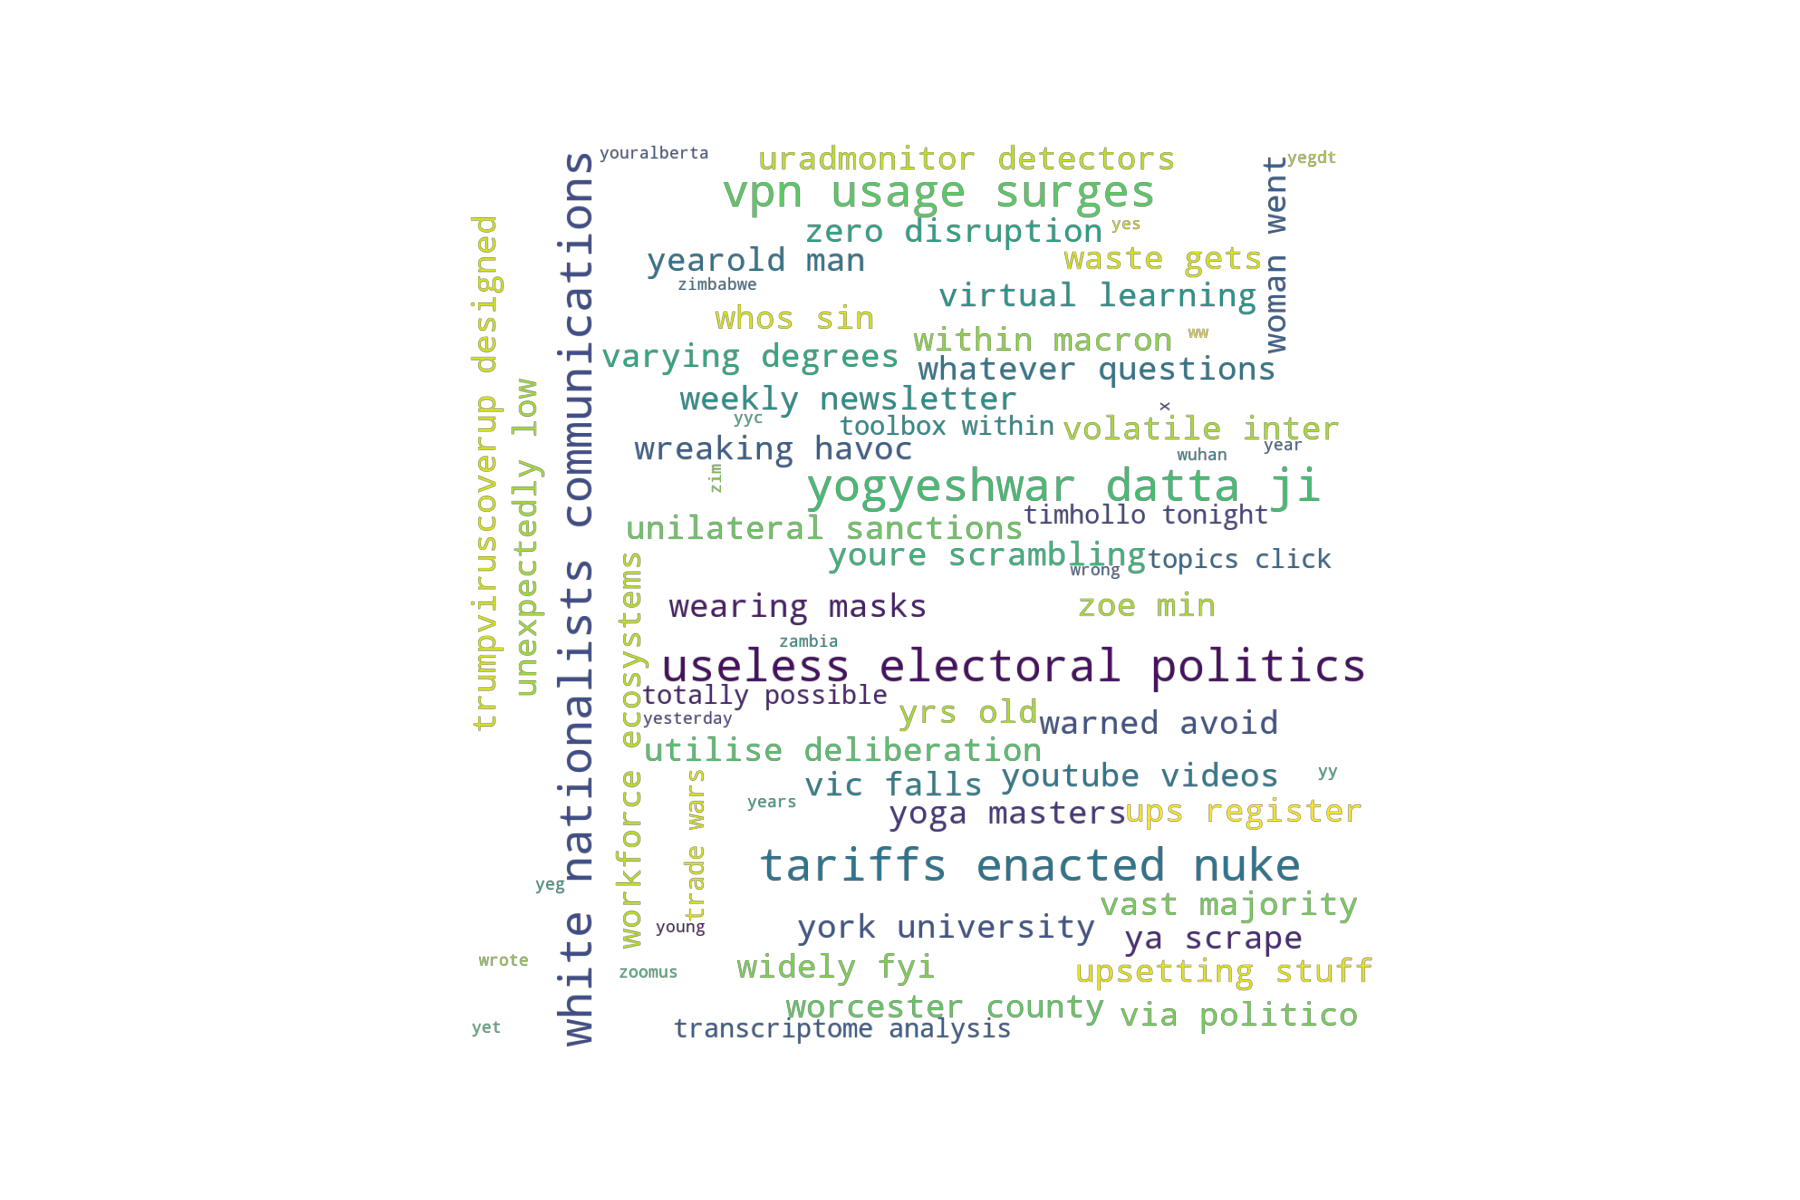 youralberta
uradmonitor detectors
yegdt
vpn usage surges
woman went
zero disruption
yes
yearold man
waste gets
zimbabwe
virtual learning
whos sin
within macron
ww
varying degrees
whatever questions
weekly newsletter
x
yyc
toolbox within
volatile inter
wreaking havoc
year
wuhan
zim
yogyeshwar datta ji
timhollo tonight
unilateral sanctions
youre scrambling
topics click
wrong
wearing masks
zoe min
zambia
useless electoral politics
totally possible
yesterday
yrs old
warned avoid
utilise deliberation
vic falls
youtube videos
yy
years
yoga masters
ups register
trade wars
tariffs enacted nuke
yeg
vast majority
young
york university
ya scrape
wrote
zoomus
widely fyi
upsetting stuff
worcester county
via politico
yet
transcriptome analysis
trumpviruscoverup designed
unexpectedly low
white nationalists communications
workforce ecosystems